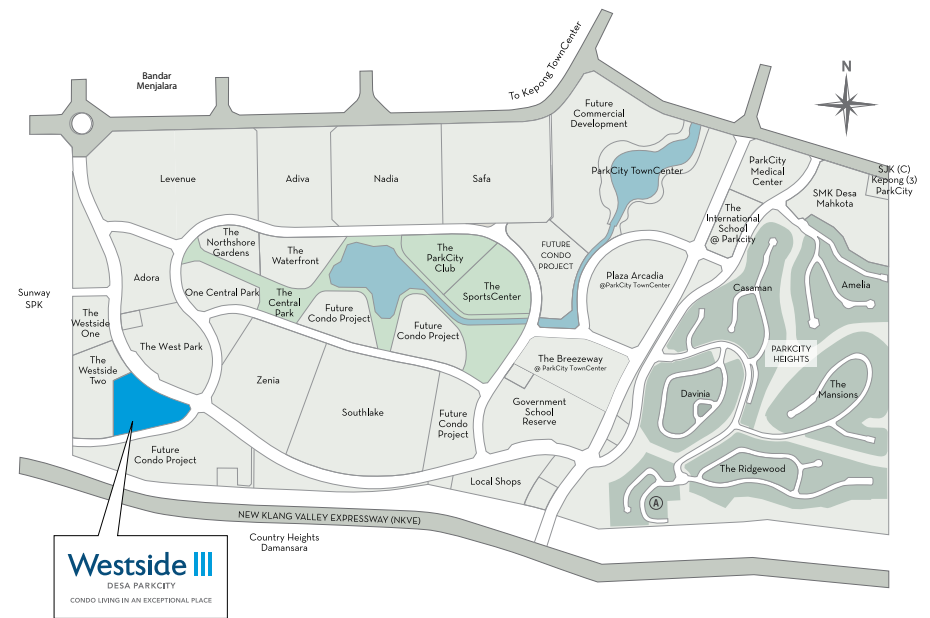 To Kepong TownCenter
N
Bandar
Menjalara
Future
Commercial
Development
ParkCity TownCenter
ParkCity
Medical
Center
SJK (C)
Kepong (3)
ParkCity
SMK Desa
Mahkota
Levenue
Adiva
Nadia
Safa
The
International
School
@ Parkcity
The
Northshore
Gardens
The
Waterfront
The
ParkCity
Club
FUTURE
CONDO
PROJECT
Plaza Arcadia
@ParkCity TownCenter
Adora
One Central Park
The
Central
Park
The
SportsCenter
Casaman
Amelia
Sunway
SPK
Future
Condo Project
Future
Condo Project
The
Westside
One
The West Park
The
Westside
Two
PARKCITY
HEIGHTS
The Breezeway
@ ParkCity TownCenter
Zenia
Southlake
Future
Condo
Project
Government
School
Reserve
Davinia
The
Mansions
Future
Condo Project
Local Shops
The Ridgewood
A
NEW KLANG VALLEY EXPRESSWAY (NKVE)
Country Heights
Damansara
Westside III
DESA PARKCITY
CONDO LIVING IN AN EXCEPTIONAL PLACE